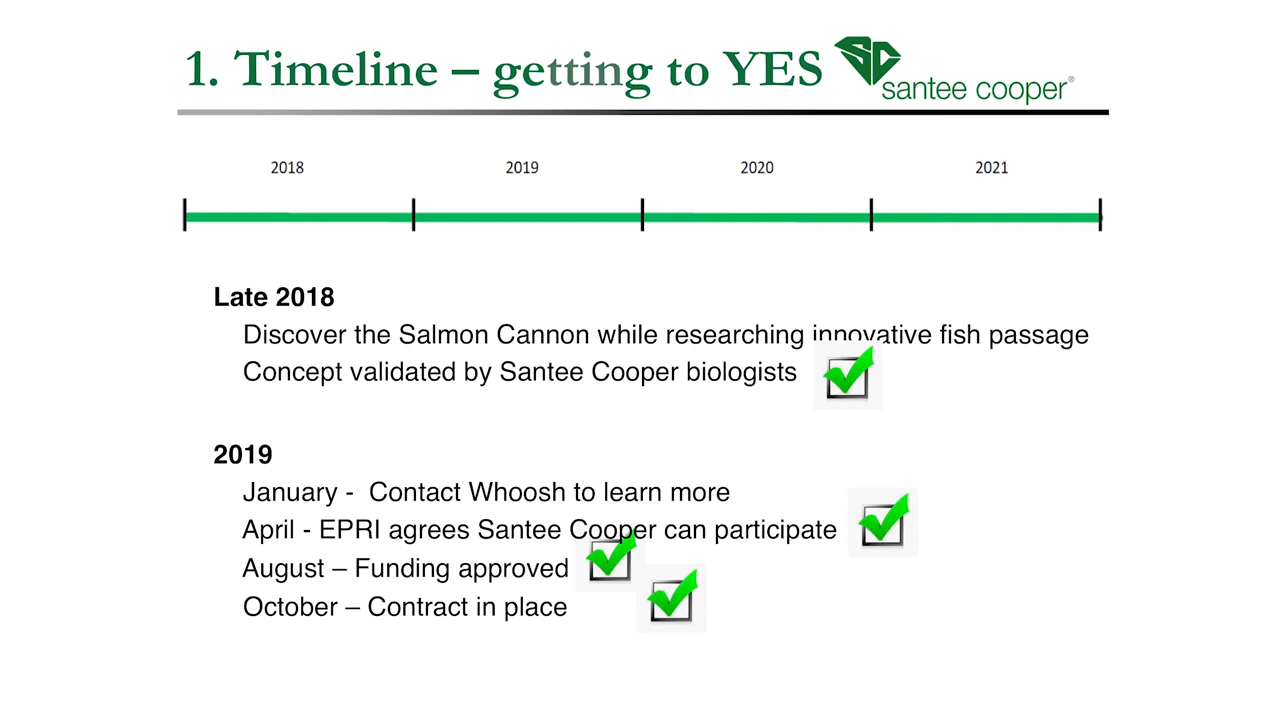 1. Timeline – getting to YES
SC
santee cooper®
2018 2019 2020 2021
Late 2018
Discover the Salmon Cannon while researching innovative fish passage
Concept validated by Santee Cooper biologists
2019
January - Contact Whoosh to learn more
April - EPRI agrees Santee Cooper can participate
August – Funding approved
October – Contract in place